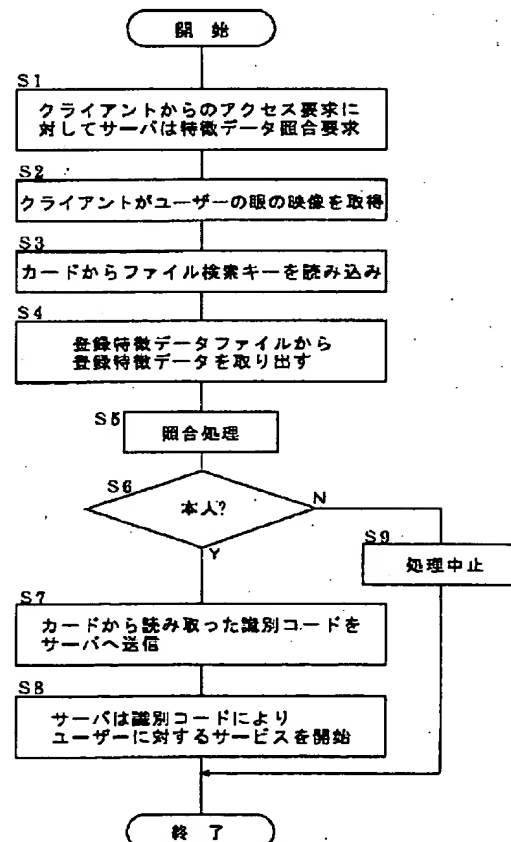 開 始
S1
クライアントからのアクセス要求に
対してサーバは特徴データ照合要求
S2
クライアントがユーザーの眼の映像を取得
S3
カードからファイル検索キーを読み込み
S4
登録特徴データファイルから
登録特徴データを取り出す
S5
照合処理
S6
本人?
N
Y
S9
処理中止
S7
カードから読み取った識別コードを
サーバへ送信
S8
サーバは識別コードにより
ユーザーに対するサービスを開始
終 了